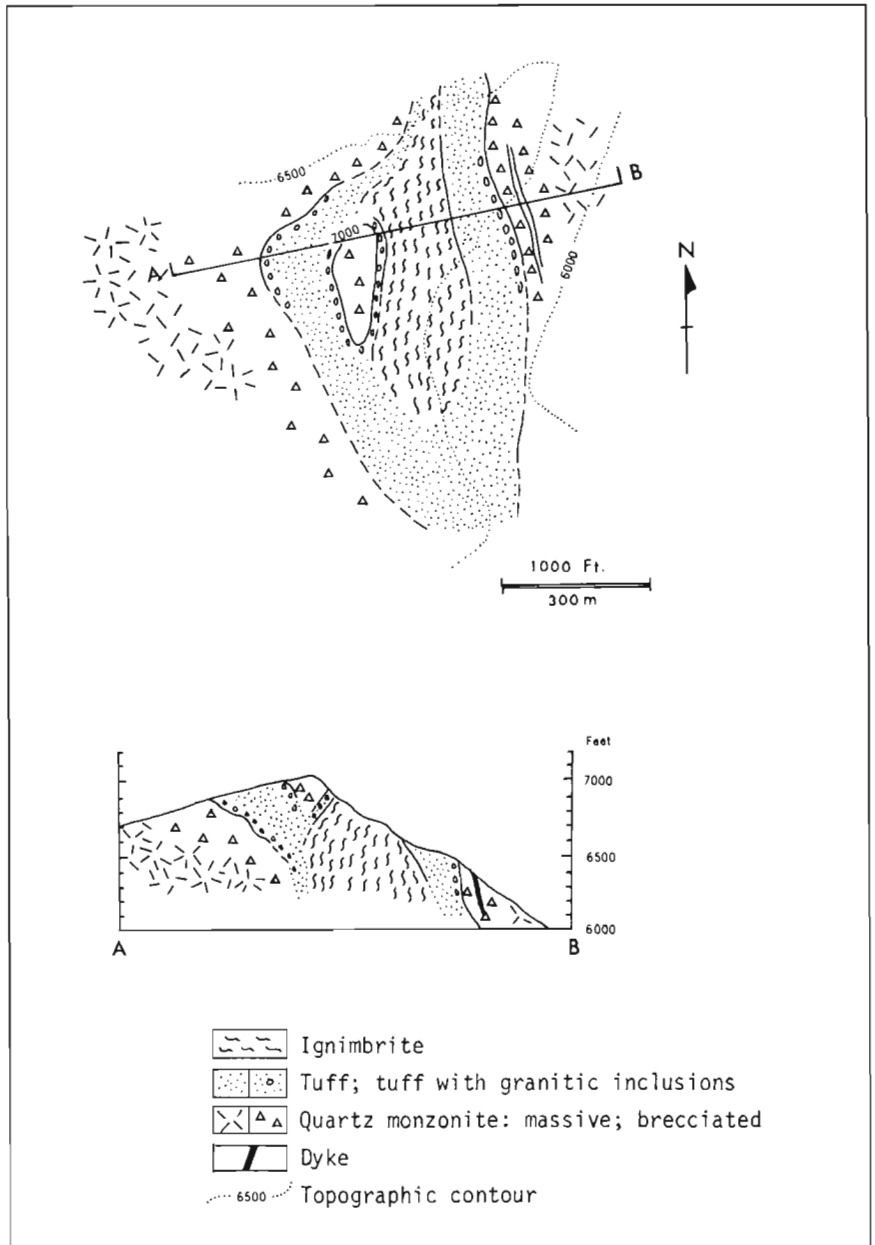 6500
B
7000
A
6000
N
1000 Ft.
300 m
Feet
7000
6500
6000
A
B
Ignimbrite
Tuff; tuff with granitic inclusions
Quartz monzonite: massive; brecciated
Dyke
6500 Topographic contour